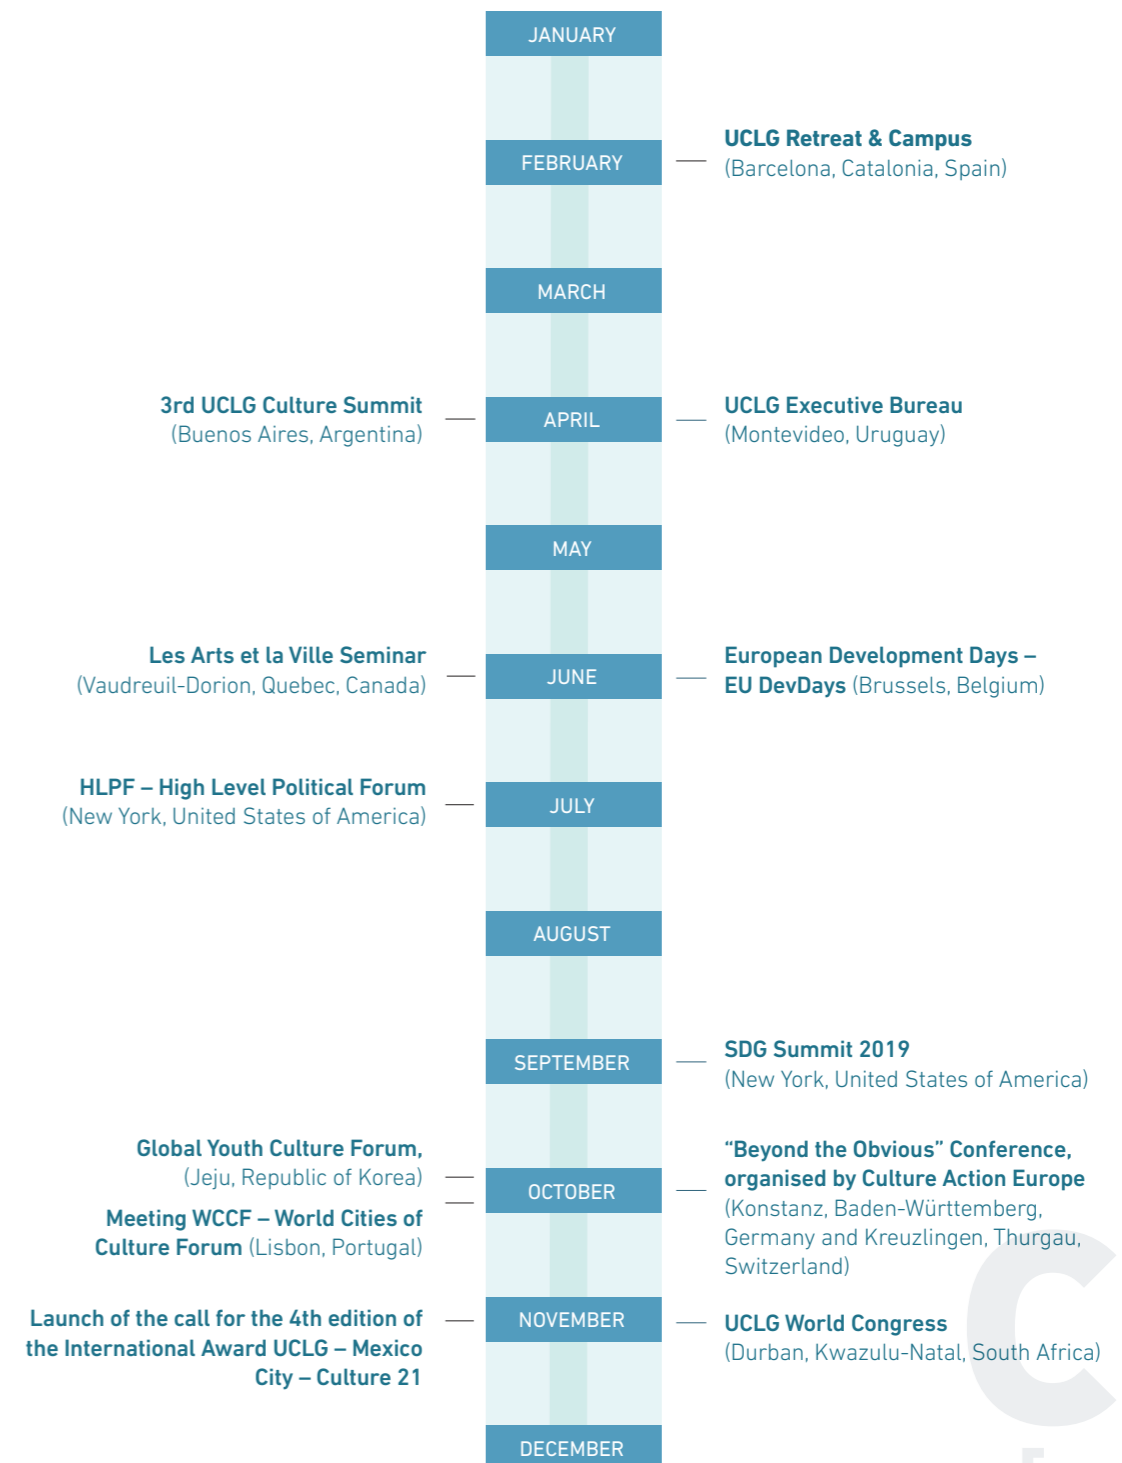 JANUARY
FEBRUARY
UCLG Retreat & Campus
(Barcelona, Catalonia, Spain)
MARCH
3rd UCLG Culture Summit
(Buenos Aires, Argentina)
APRIL
UCLG Executive Bureau
(Montevideo, Uruguay)
MAY
Les Arts et la Ville Seminar
(Vaudreuil-Dorion, Quebec, Canada)
JUNE
European Development Days –
EU DevDays (Brussels, Belgium)
HLPF – High Level Political Forum
(New York, United States of America)
JULY
AUGUST
SEPTEMBER
SDG Summit 2019
(New York, United States of America)
Global Youth Culture Forum,
(Jeju, Republic of Korea)
Meeting WCCF – World Cities of
Culture Forum (Lisbon, Portugal)
OCTOBER
“Beyond the Obvious” Conference,
organised by Culture Action Europe
(Konstanz, Baden-Württemberg,
Germany and Kreuzlingen, Thurgau,
Switzerland)
Launch of the call for the 4th edition of
the International Award UCLG – Mexico
City – Culture 21
NOVEMBER
UCLG World Congress
(Durban, Kwazulu-Natal, South Africa)
C
DECEMBER